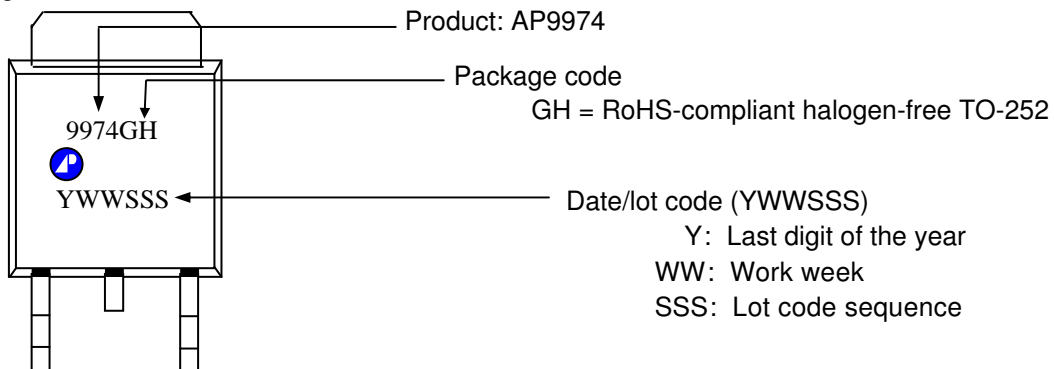 Product: AP9974
Package code
GH = RoHS-compliant halogen-free TO-252
9974GH
YWWSSS
Date/lot code (YWWSSS)
Y: Last digit of the year
WW: Work week
SSS: Lot code sequence